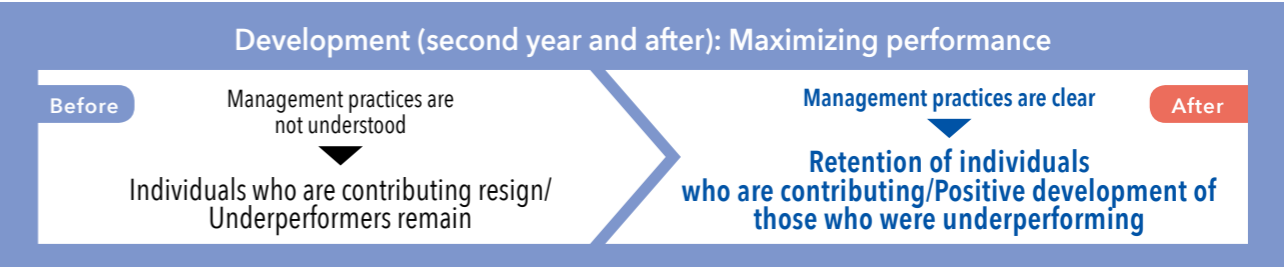 Development (second year and after): Maximizing performance
Before
Management practices are
not understood
Individuals who are contributing resign/
Underperformers remain
Management practices are clear
After
Retention of individuals
who are contributing/Positive development of
those who were underperforming